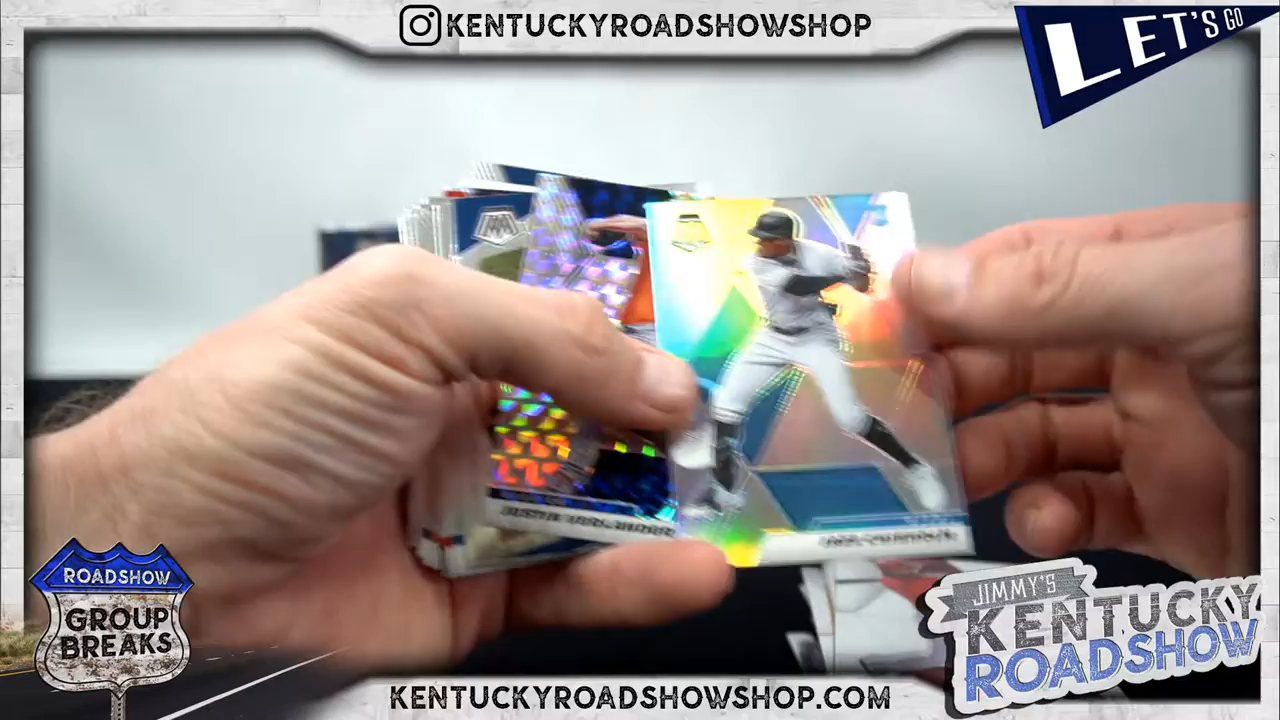 KENTUCKYROADSHOWSHOP
LET'S GO
ROADSHOW
GROUP
BREAKS
JIMMY'S
KENTUCKY
ROADSHOW
KENTUCKYROADSHOWSHOP.COM